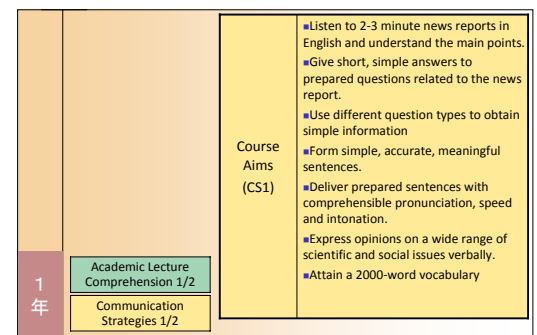 1
年
Academic Lecture
Comprehension 1/2
Communication
Strategies 1/2
Course
Aims
(CS1)
▪Listen to 2-3 minute news reports in
English and understand the main points.
▪Give short, simple answers to
prepared questions related to the news
report.
▪Use different question types to obtain
simple information
▪Form simple, accurate, meaningful
sentences.
▪Deliver prepared sentences with
comprehensible pronunciation, speed
and intonation.
▪Express opinions on a wide range of
scientific and social issues verbally.
▪Attain a 2000-word vocabulary